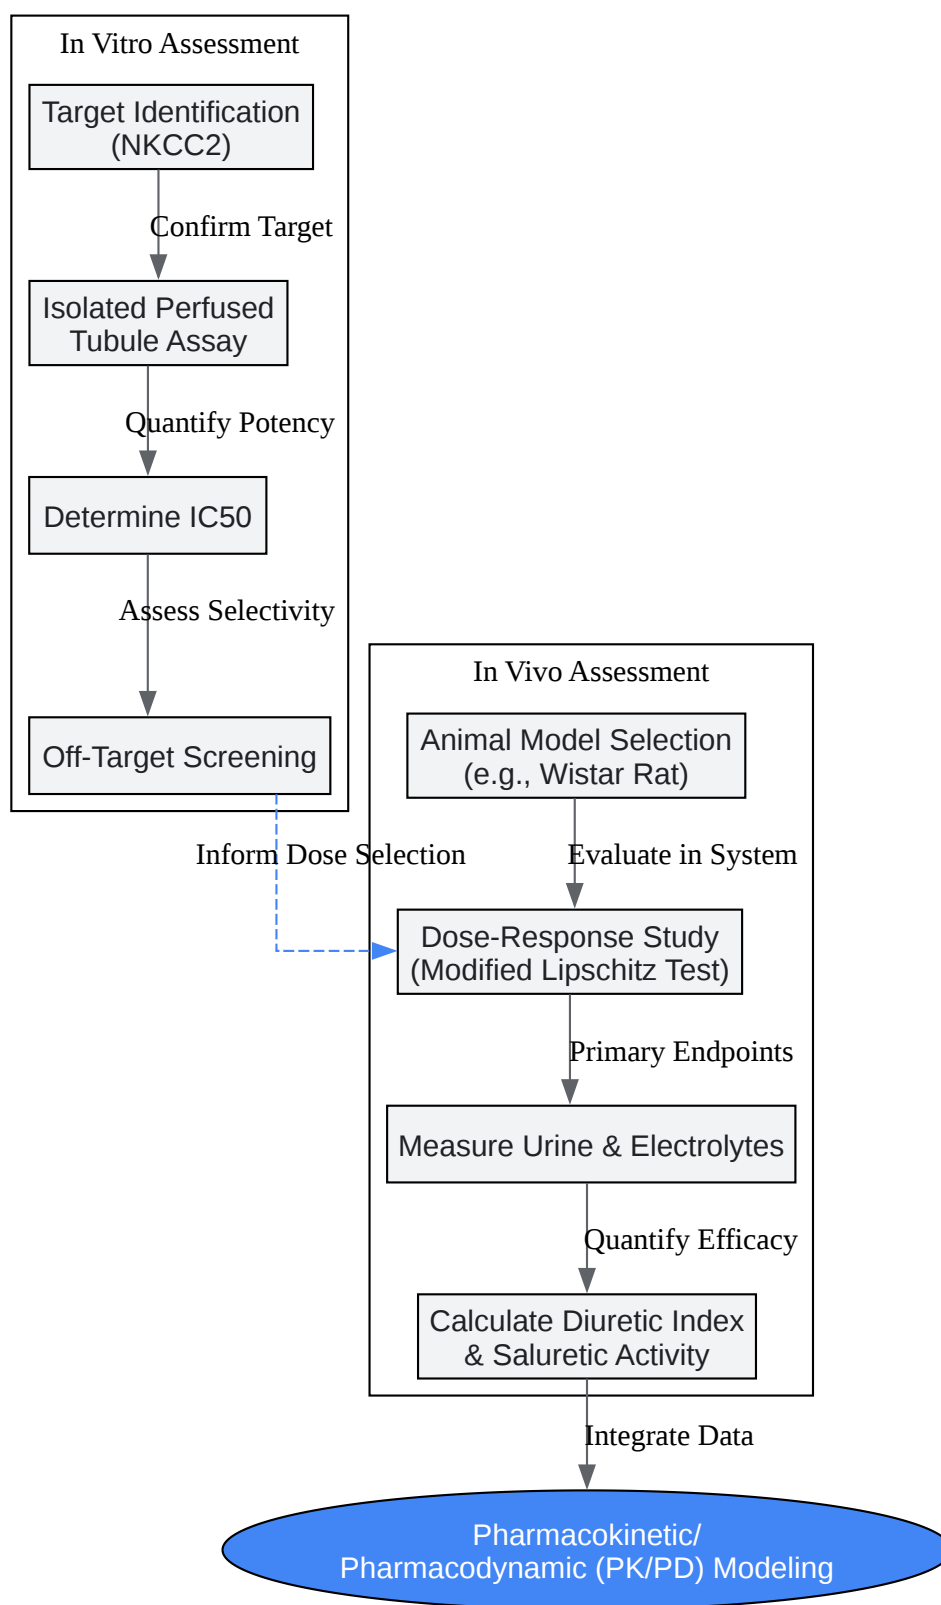 In Vitro Assessment
Target Identification
(NKCC2)
Confirm Target
Isolated Perfused
Tubule Assay
Quantify Potency
Determine IC50
Assess Selectivity
Off-Target Screening
Inform Dose Selection
In Vivo Assessment
Animal Model Selection
(e.g., Wistar Rat)
Evaluate in System
Dose-Response Study
(Modified Lipschitz Test)
Primary Endpoints
Measure Urine & Electrolytes
Quantify Efficacy
Calculate Diuretic Index
& Saluretic Activity
Integrate Data
Pharmacokinetic/
Pharmacodynamic (PK/PD) Modeling